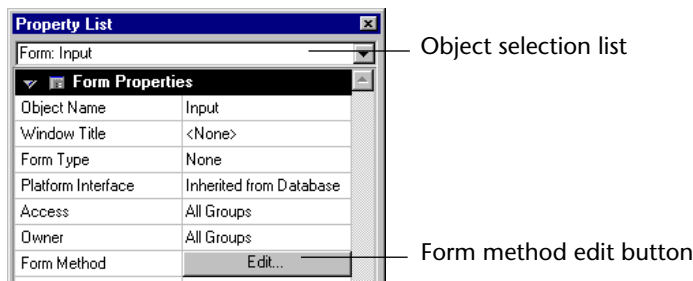 Property List
Form: Input
Object selection list
Form Properties
Object Name Input
Window Title <None>
Form Type None
Platform Interface Inherited from Database
Access All Groups
Owner All Groups
Form Method Edit...
Form method edit button